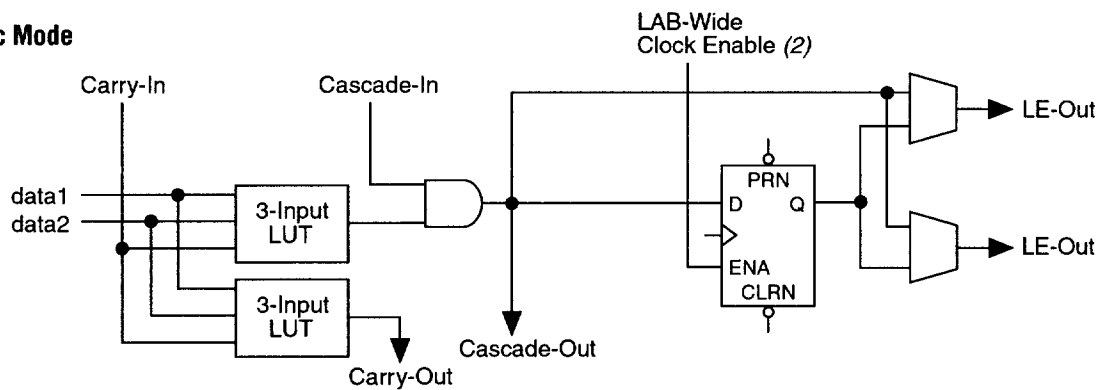 c Mode
LAB-Wide
Clock Enable (2)
Carry-In
Cascade-In
LE-Out
data1
data2
3-Input
LUT
PRN
D
Q
ENA
CLRN
LE-Out
3-Input
LUT
Cascade-Out
Carry-Out